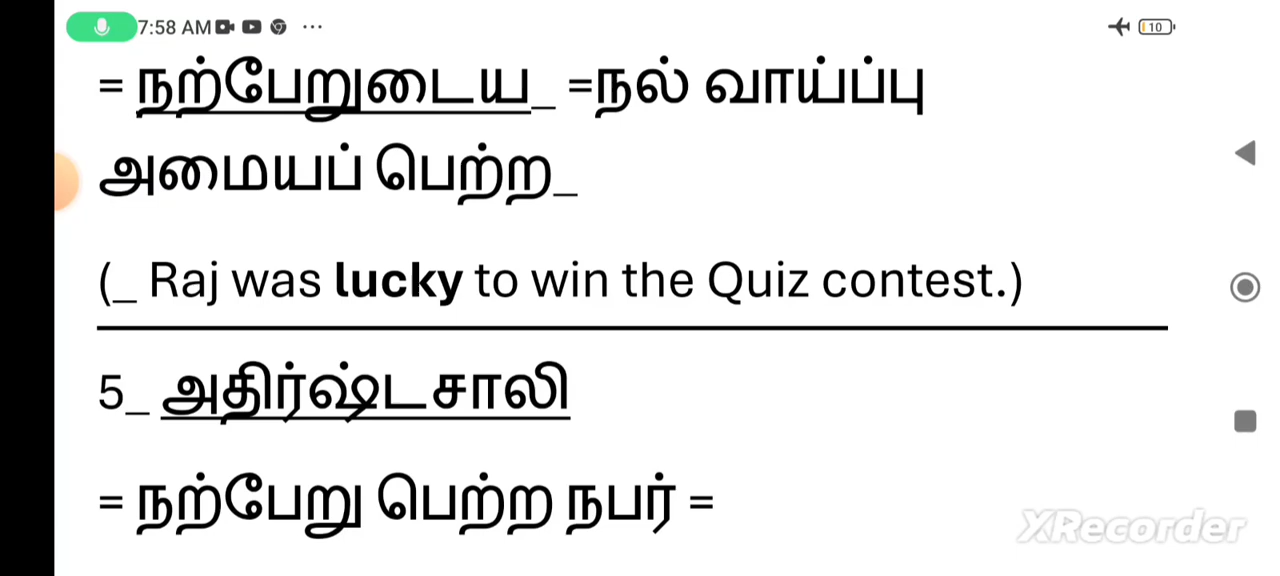 7:58 AM ...
10
= நற்பேறுடைய_ =நல் வாய்ப்பு
அமையப் பெற்ற_
(_ Raj was lucky to win the Quiz contest.)
5_ அதிர்ஷ்டசாலி
= நற்பேறு பெற்ற நபர் =
XRecorder